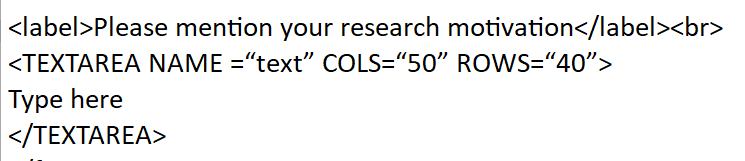 <label>Please mention your research motivation</label><br>
<TEXTAREA NAME =“text” COLS=“50” ROWS=“40”>
Type here
</TEXTAREA>